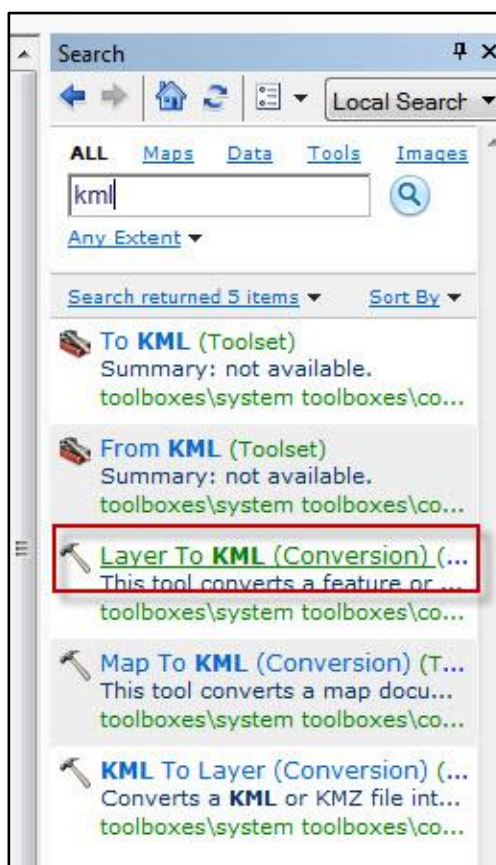 Search
Local Search
ALL Maps Data Tools Images
kml
Any Extent
Search returned 5 items Sort By
To KML (Toolset)
Summary: not available.
toolboxes\system toolboxes\co...
From KML (Toolset)
Summary: not available.
toolboxes\system toolboxes\co...
Layer To KML (Conversion) (...
This tool converts a feature or ...
toolboxes\system toolboxes\co...
Map To KML (Conversion) (T...
This tool converts a map docu...
toolboxes\system toolboxes\co...
KML To Layer (Conversion) (...
Converts a KML or KMZ file int...
toolboxes\system toolboxes\co...